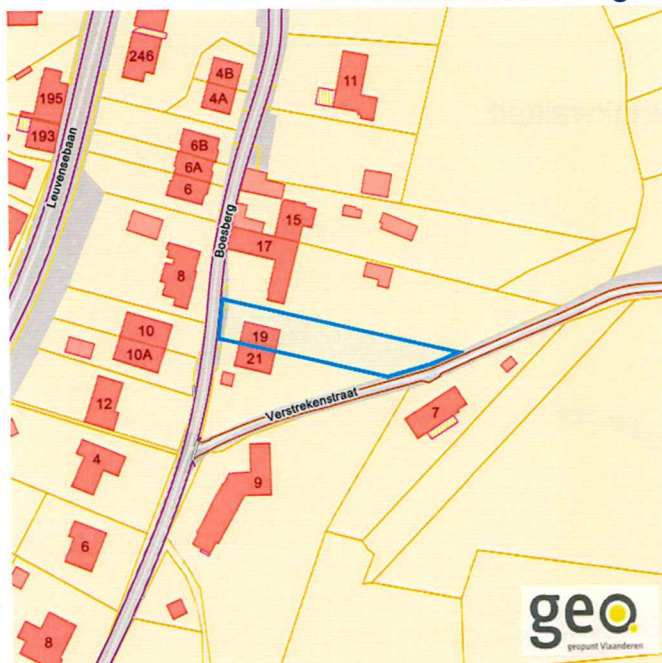 246
4B
4A
11
195
193
Leuvensebaan
6B
6A
6
Boesberg
15
17
8
19
21
10
10A
Verstrekenstraat
7
12
4
9
6
8
geo.
geopunt Vlaanderen